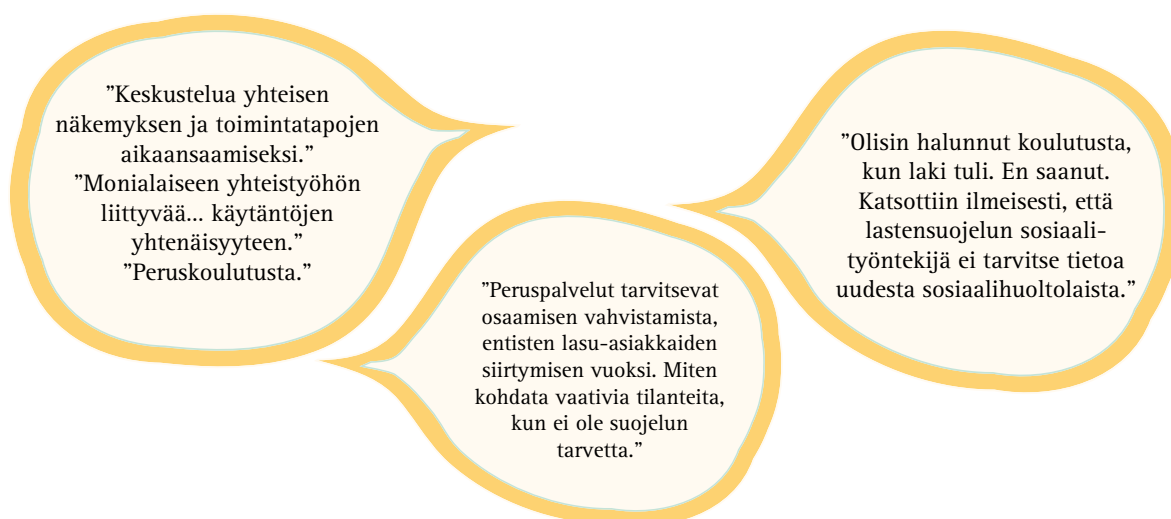 ”Keskustelua yhteisen
näkemyksen ja toimintatapojen
aikaansaamiseksi.”
”Monialaiseen yhteistyöhön
liittyvää... käytäntöjen
yhtenäisyyteen.”
”Peruskoulutusta.”
”Peruspalvelut tarvitsevat
osaamisen vahvistamista,
entisten lasu-asiakkaiden
siirtymisen vuoksi. Miten
kohdata vaativia tilanteita,
kun ei ole suojelun
tarvetta.”
”Olisin halunnut koulutusta,
kun laki tuli. En saanut.
Katsottiin ilmeisesti, että
lastensuojelun sosiaali-
työntekijä ei tarvitse tietoa
uudesta sosiaalihuoltolaista.”